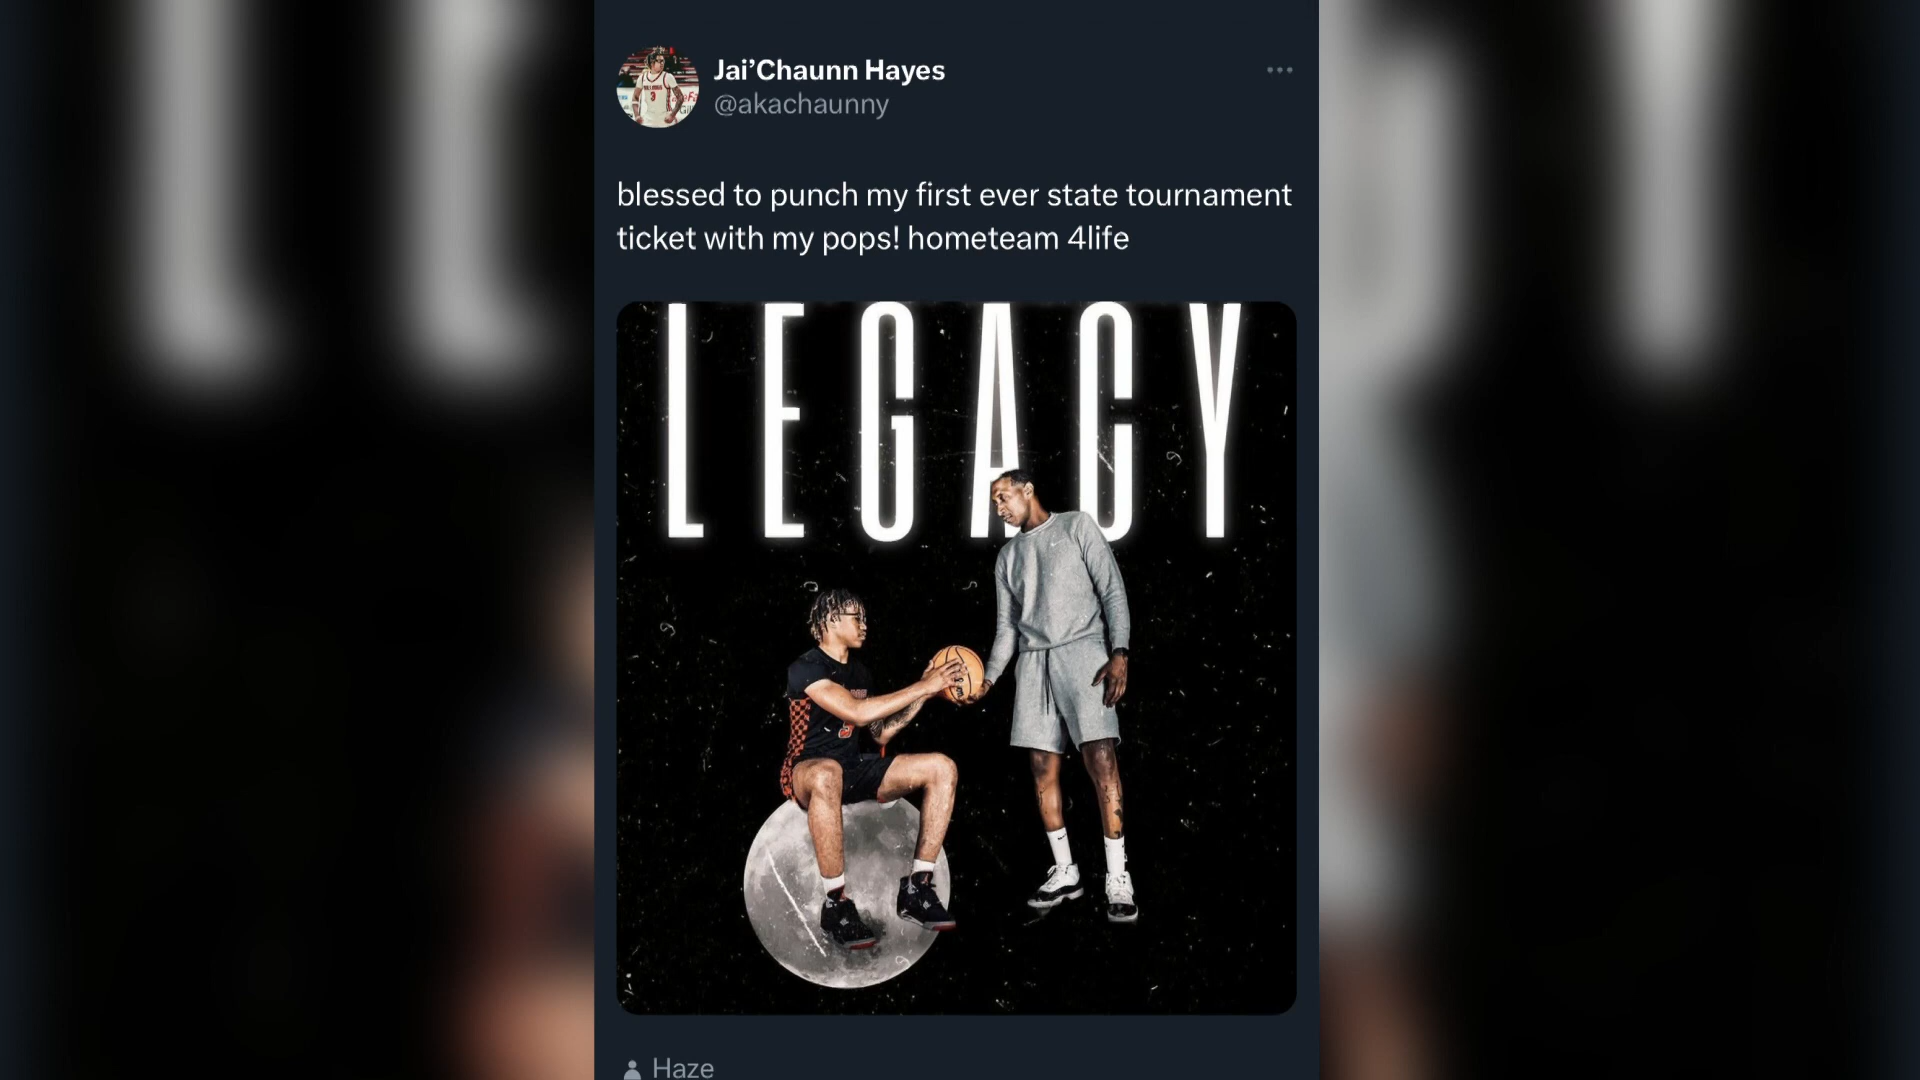 Jai’Chaunn Hayes
@akachaunny
blessed to punch my first ever state tournament
ticket with my pops! hometeam 4life
LEGACY
3
Haze